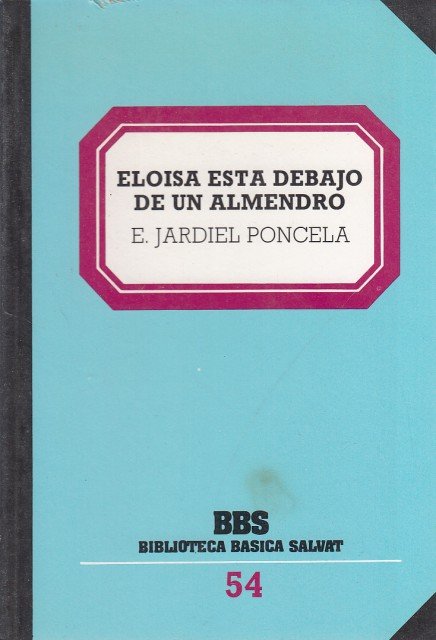 ELOISA ESTA DEBAJO
DE UN ALMENDRO
E. JARDIEL PONCELA
BBS
BIBLIOTECA BASICA SALVAT
54